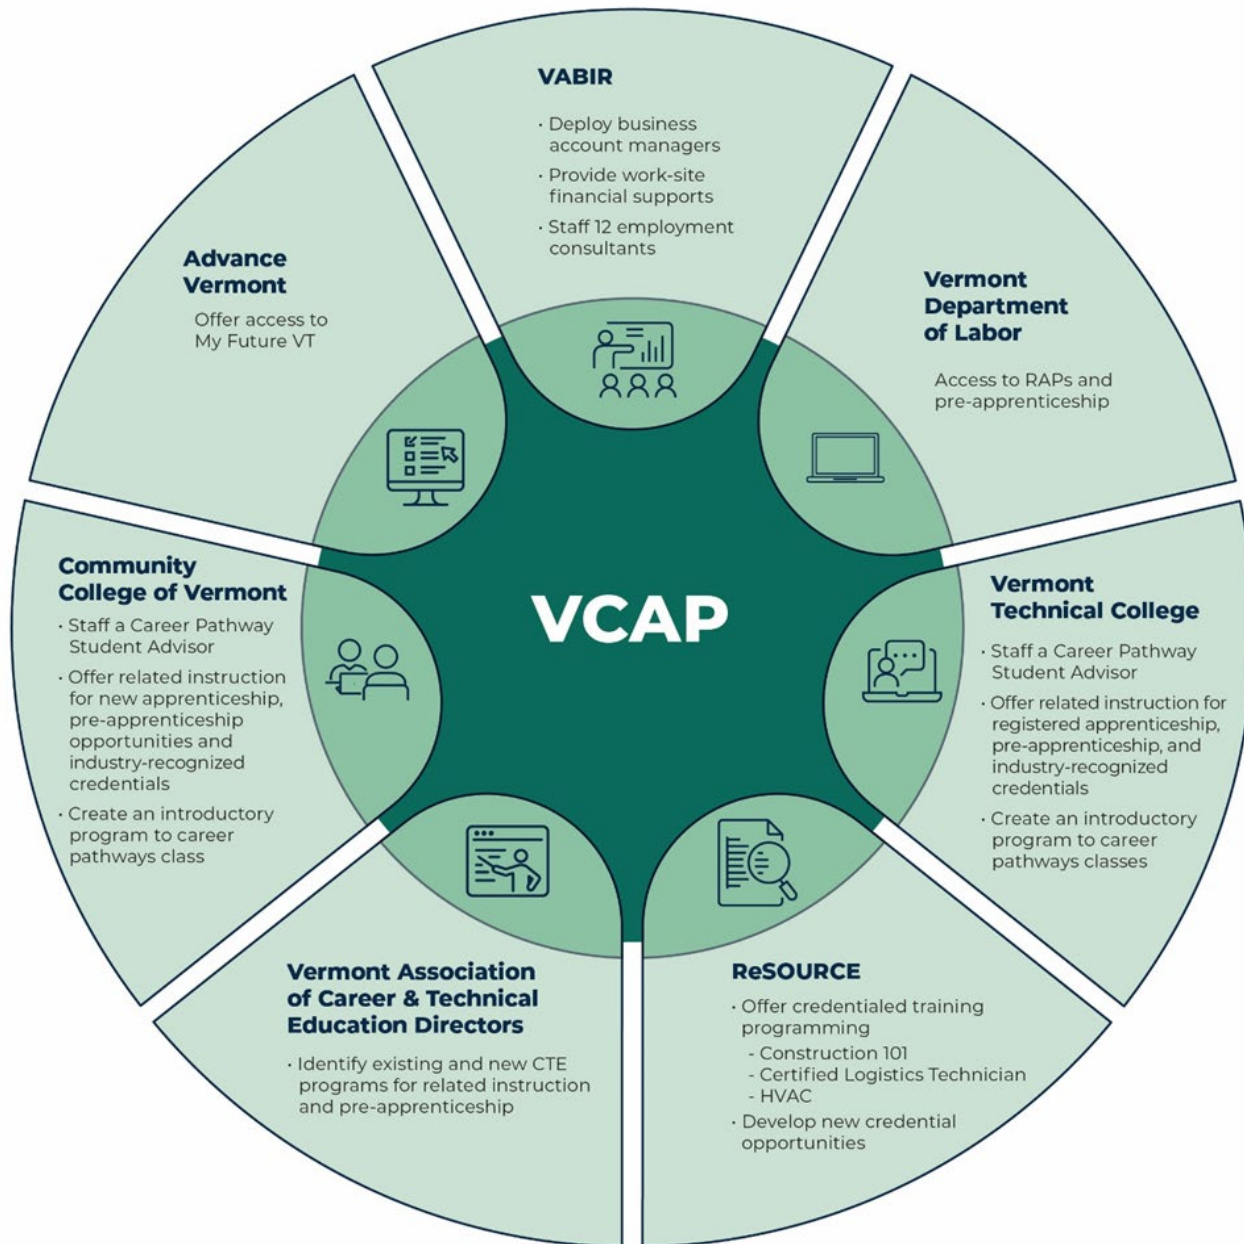 VABIR
· Deploy business
account managers
· Provide work-site
financial supports
· Staff 12 employment
consultants
Vermont
Department
of Labor
Access to RAPs and
pre-apprenticeship
Vermont
Technical College
· Staff a Career Pathway
Student Advisor
· Offer related instruction for
registered apprenticeship,
pre-apprenticeship, and
industry-recognized
credentials
· Create an introductory
program to career
pathways classes
ReSOURCE
· Offer credentialed training
programming
- Construction 101
- Certified Logistics Technician
- HVAC
· Develop new credential
opportunities
Vermont Association
of Career & Technical
Education Directors
· Identify existing and new CTE
programs for related instruction
and pre-apprenticeship
Community
College of Vermont
· Staff a Career Pathway
Student Advisor
· Offer related instruction
for new apprenticeship,
pre-apprenticeship
opportunities and
industry-recognized
credentials
· Create an introductory
program to career
pathways class
Advance
Vermont
Offer access to
My Future VT
VCAP